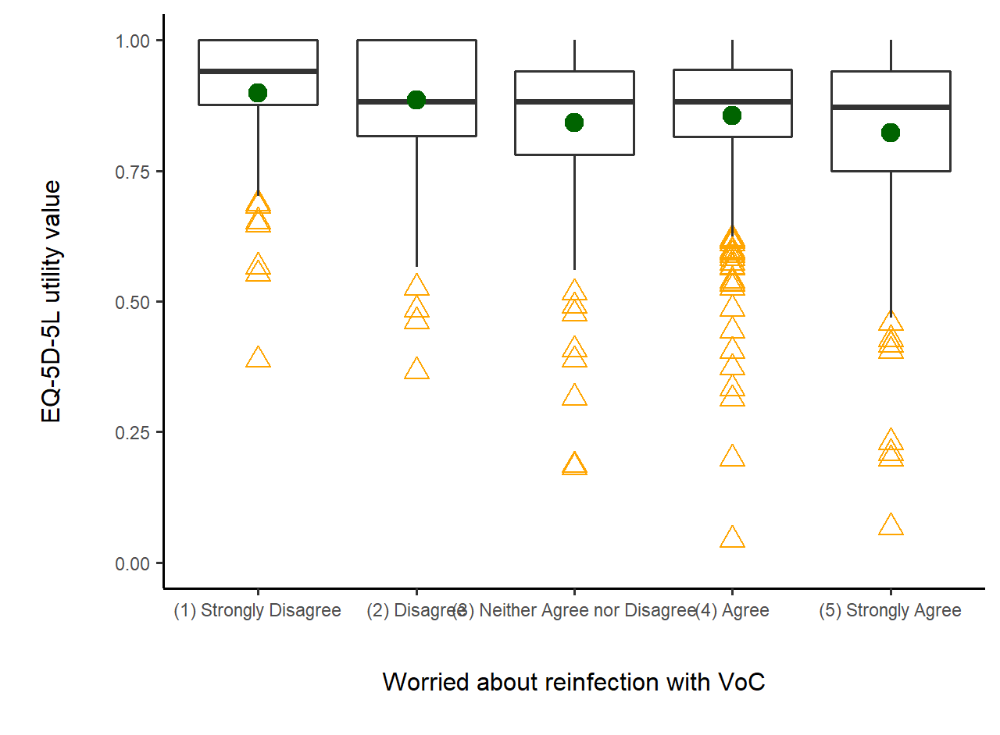 EQ-5D-5L utility value
1.00
0.75
0.50
0.25
0.00
(1) Strongly Disagree
(2) Disagree
(3) Neither Agree nor Disagree
(4) Agree
(5) Strongly Agree
Worried about reinfection with VoC